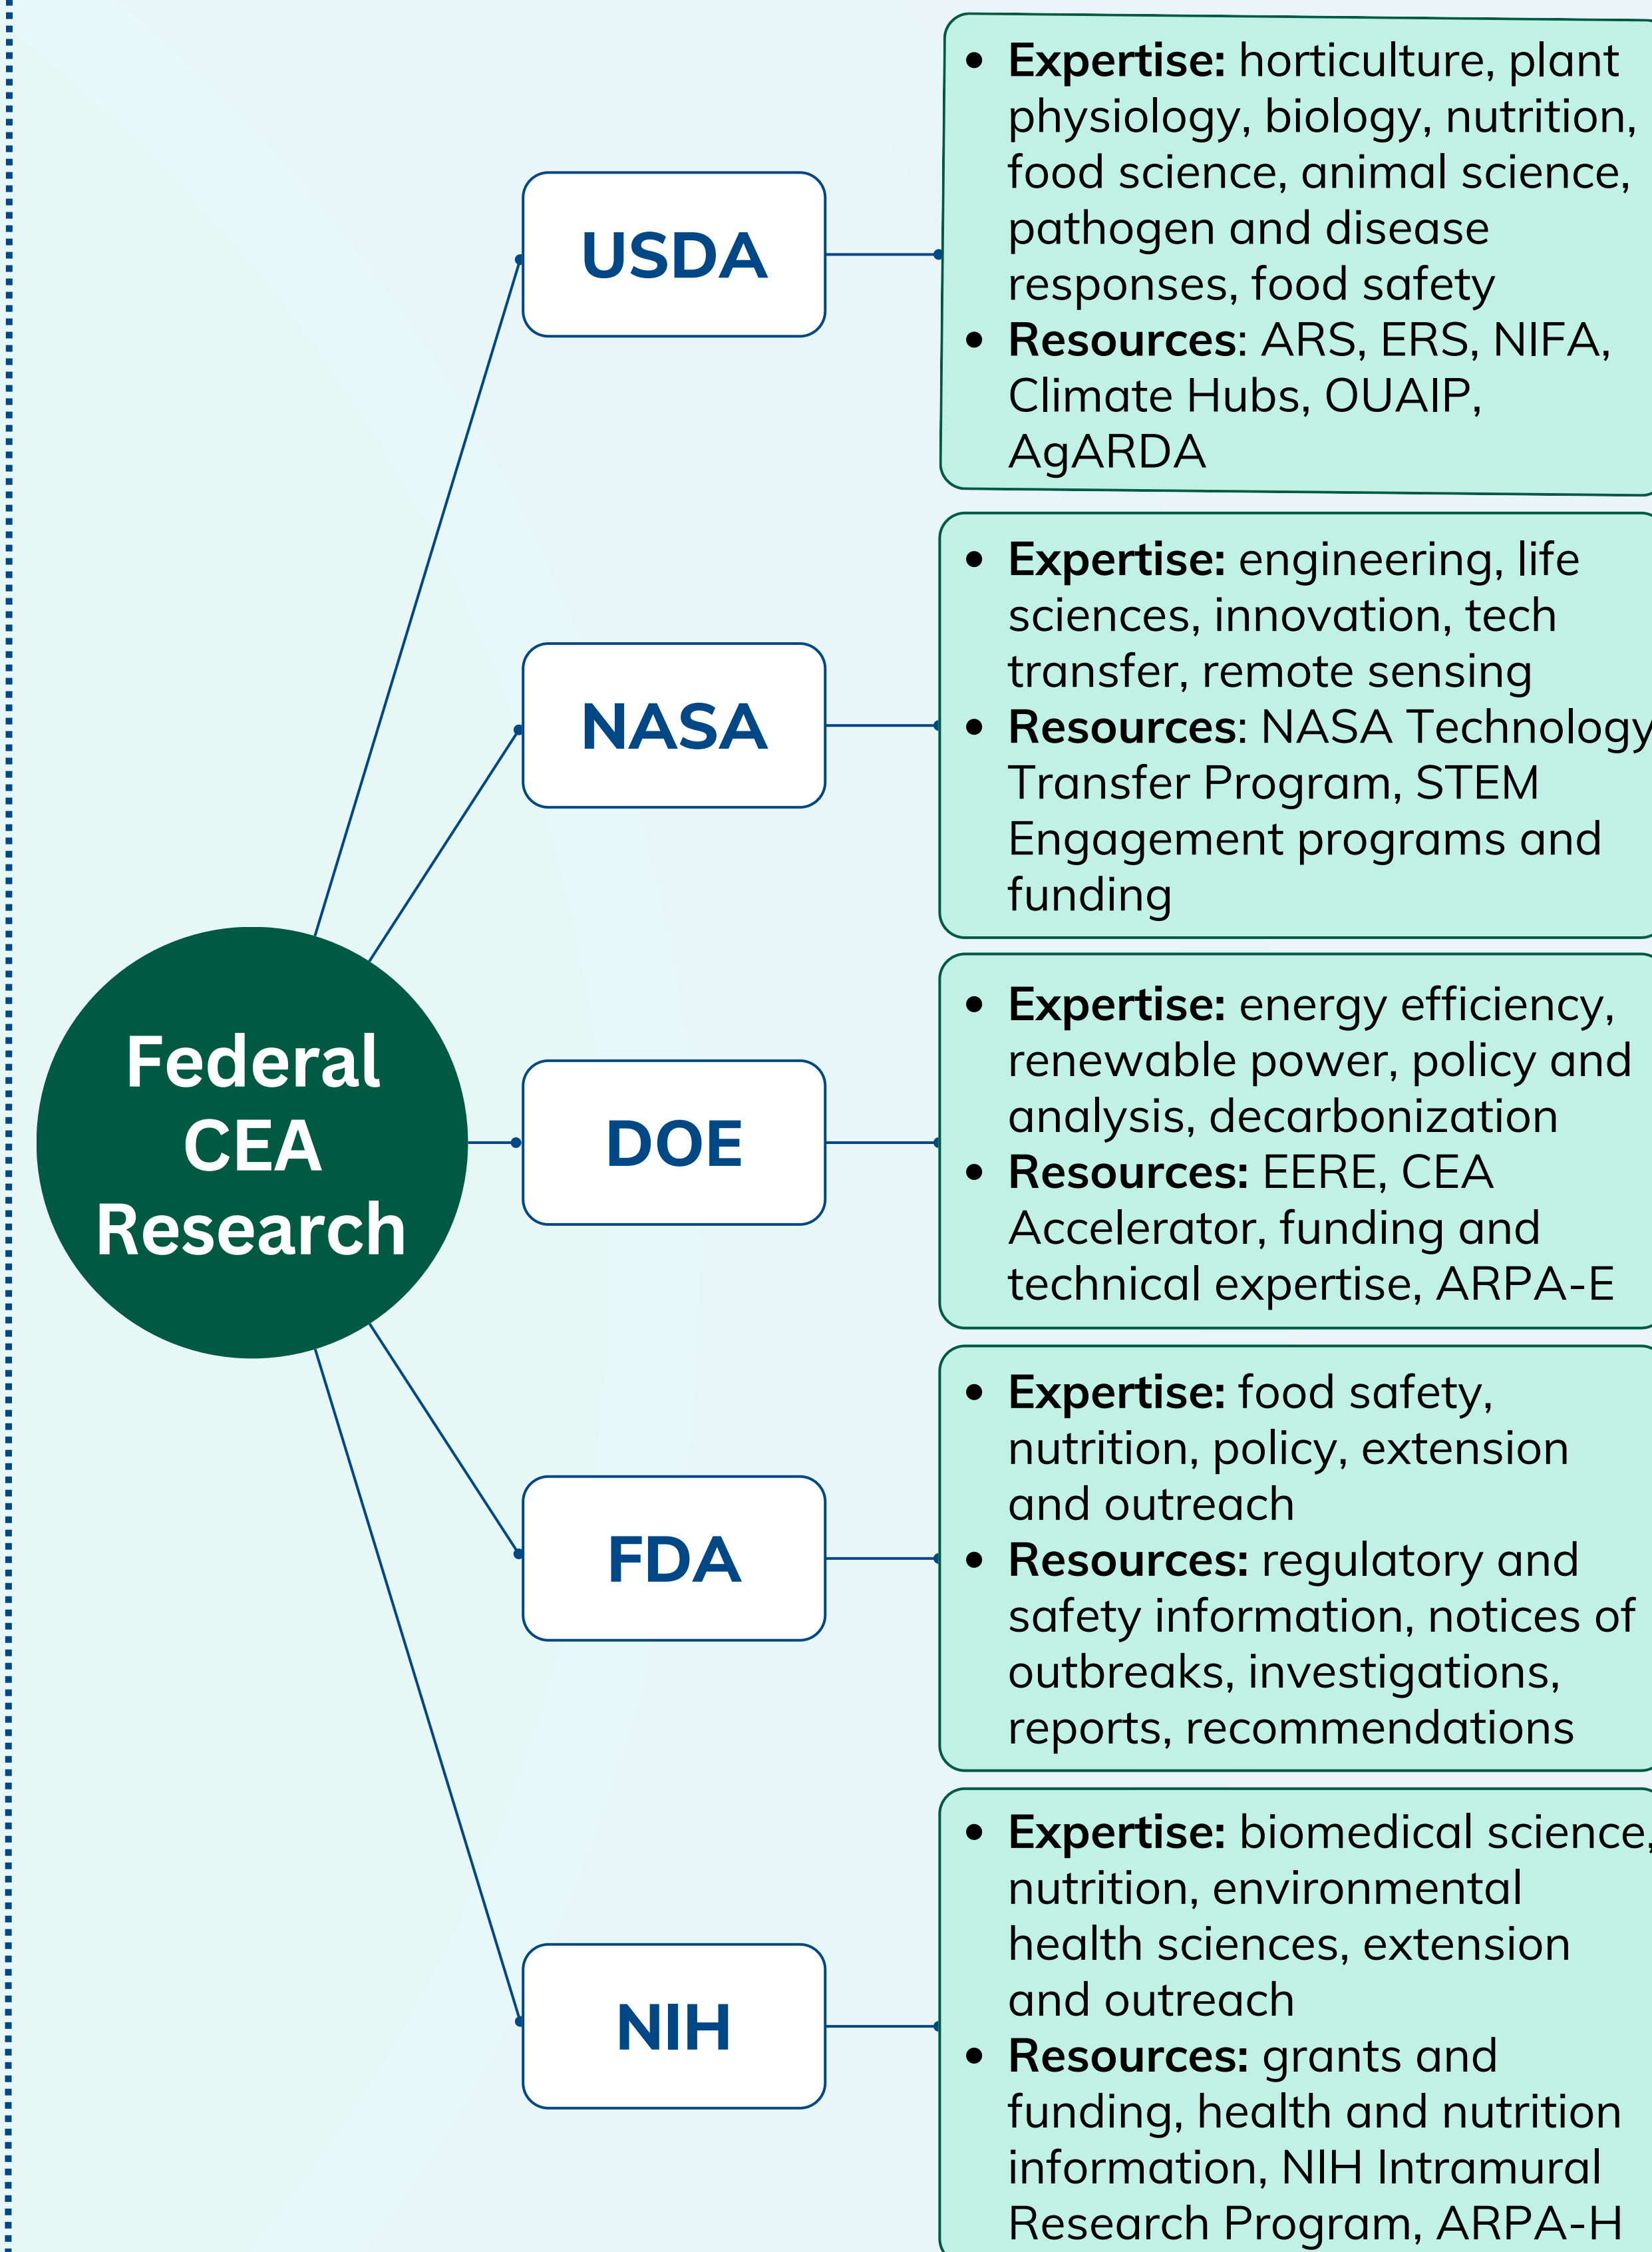 Federal
CEA
Research
USDA
• Expertise: horticulture, plant
physiology, biology, nutrition,
food science, animal science,
pathogen and disease
responses, food safety
• Resources: ARS, ERS, NIFA,
Climate Hubs, OUAIP,
AgARDA
NASA
• Expertise: engineering, life
sciences, innovation, tech
transfer, remote sensing
• Resources: NASA Technology
Transfer Program, STEM
Engagement programs and
funding
DOE
• Expertise: energy efficiency,
renewable power, policy and
analysis, decarbonization
• Resources: EERE, CEA
Accelerator, funding and
technical expertise, ARPA-E
FDA
• Expertise: food safety,
nutrition, policy, extension
and outreach
• Resources: regulatory and
safety information, notices of
outbreaks, investigations,
reports, recommendations
NIH
• Expertise: biomedical science,
nutrition, environmental
health sciences, extension
and outreach
• Resources: grants and
funding, health and nutrition
information, NIH Intramural
Research Program, ARPA-H